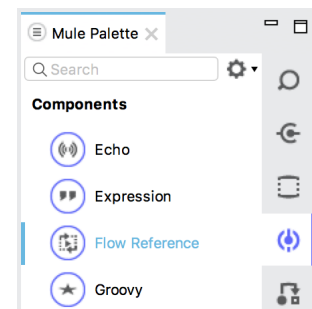 Mule Palette
Search
Components
Echo
Expression
Flow Reference
Groovy